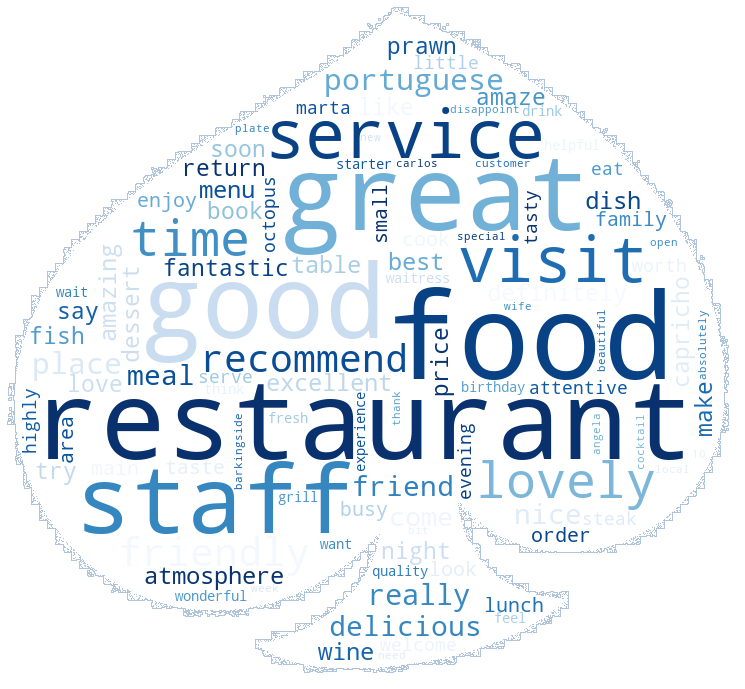 prawn
little
portuguese
amaze
marta
like
disappoint
drink
plate
service
new
helpful
soon
starter
carlos
customer
return
great
eat
menu
octopus
small
tasty
dish
enjoy
book
family
time
cook
special
open
visit
fantastic
table
best
worth
amazing
dessert
waitress
definitely
capricho
wait
good
food
wife
say
beautiful
absolutely
fish
price
place
recommend
meal
serve
excellent
love
think
birthday
attentive
make
highly
area
restaurant
barkingside
fresh
experience
thank
evening
angela
cocktail
10
try
main
taste
staff
grill
friend
lovely
local
busy
come
nice
steak
bit
order
friendly
want
night
atmosphere
quality
look
week
wonderful
really
lunch
delicious
feel
wine
welcome
need